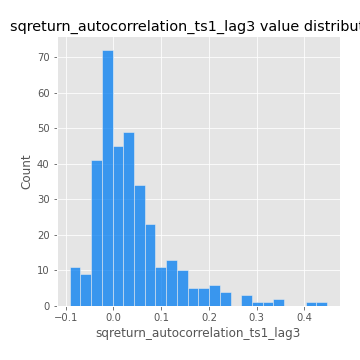 sqreturn_autocorrelation_ts1_lag3 value distribut
70
60
50
40
30
20
10
0
Count
−0.1 0.0 0.1 0.2 0.3 0.4
sqreturn_autocorrelation_ts1_lag3